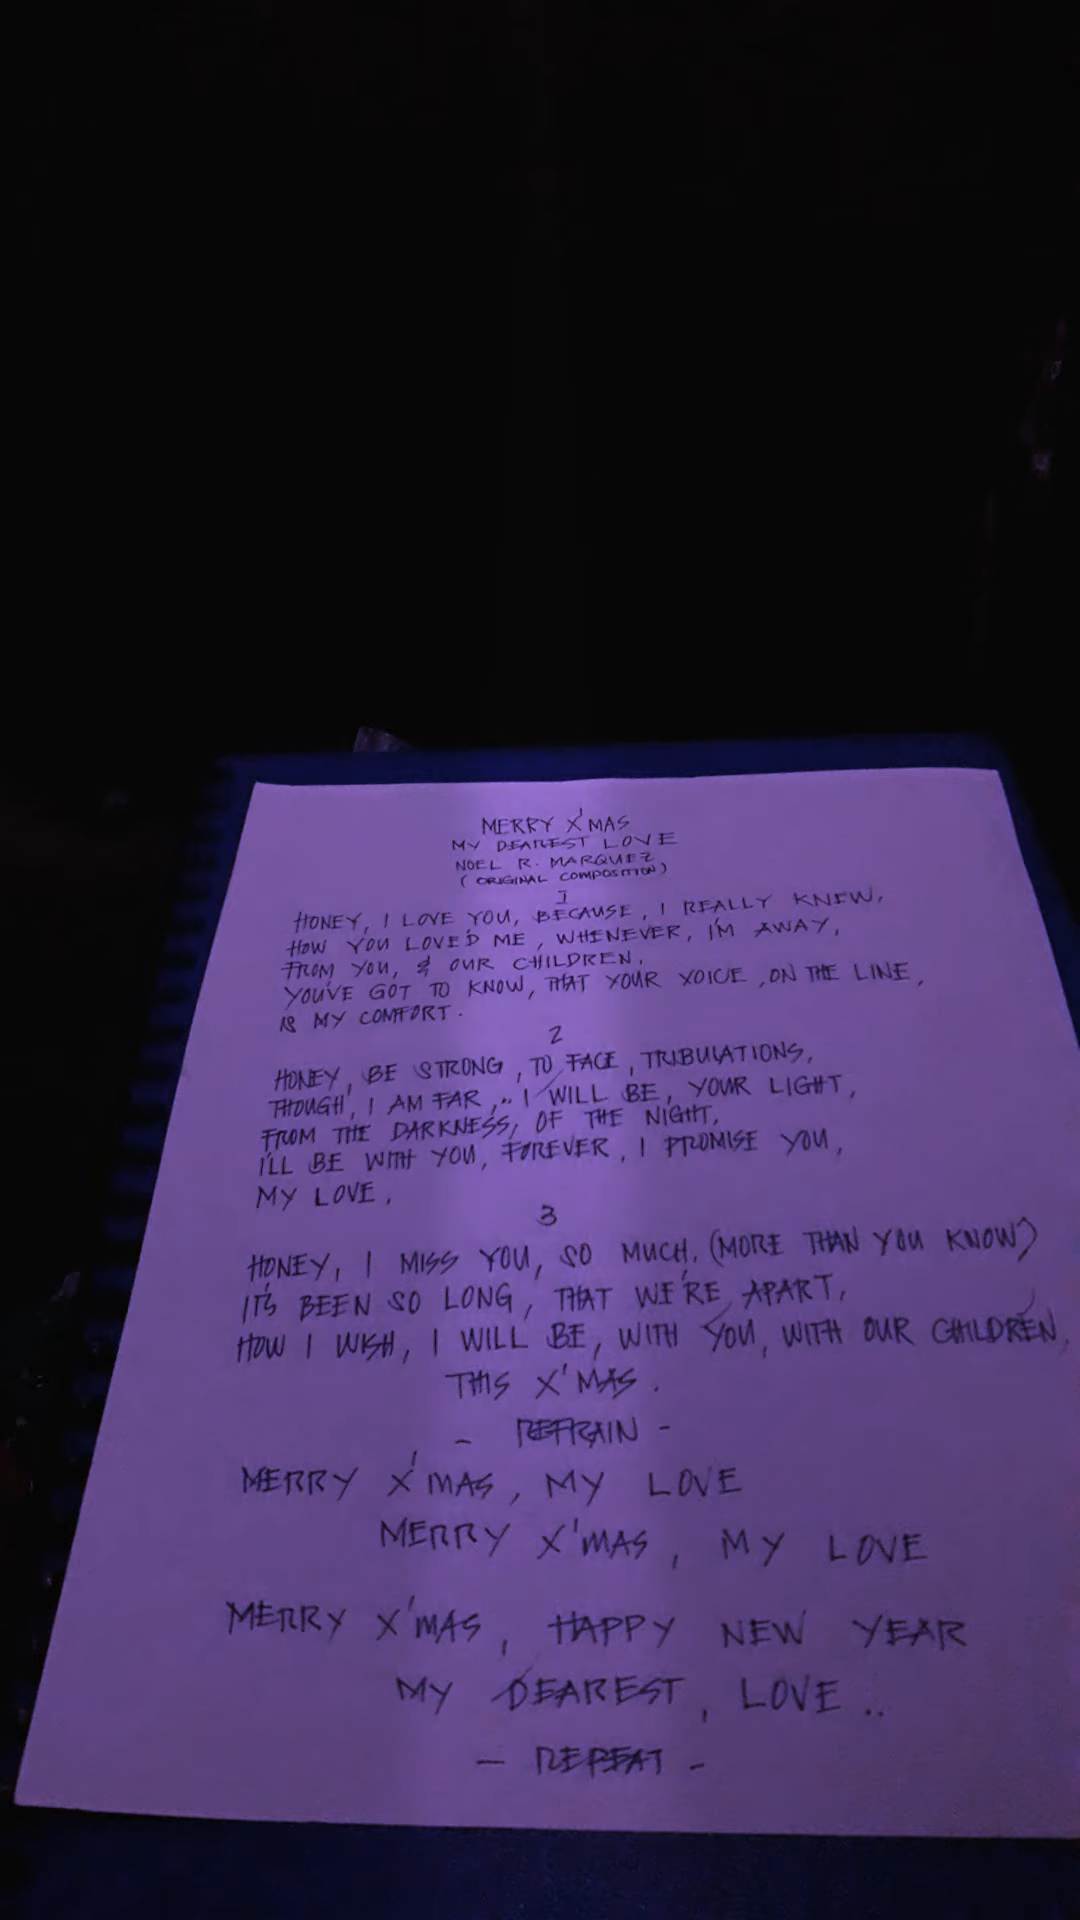 MERRY X'MAS
MY DEAREST LOVE
NOEL R. MARQUEZ
( ORIGINAL COMPOSITION )
1
HONEY, I LOVE YOU, BECAUSE, I REALLY KNEW,
HOW YOU LOVE'D ME, WHENEVER, I'M AWAY,
FROM YOU, & OUR CHILDREN.
YOU'VE GOT TO KNOW, THAT YOUR VOICE, ON THE LINE,
IS MY COMFORT.
2
HONEY, BE STRONG, TO FACE, TRIBULATIONS,
THOUGH', I AM FAR,.. I WILL BE, YOUR LIGHT,
FROM THE DARKNESS, OF THE NIGHT,
I'LL BE WITH YOU, FOREVER, I PROMISE YOU,
MY LOVE.
3
HONEY, I MISS YOU, SO MUCH. (MORE THAN YOU KNOW)
IT'S BEEN SO LONG, THAT WE'RE APART,
HOW I WISH, I WILL BE, WITH YOU, WITH OUR CHILDREN,
THIS X'MAS.
- REFRAIN -
MERRY X'MAS, MY LOVE
MERRY X'MAS, MY LOVE
MERRY X'MAS, HAPPY NEW YEAR
MY DEAREST, LOVE..
- REPEAT -